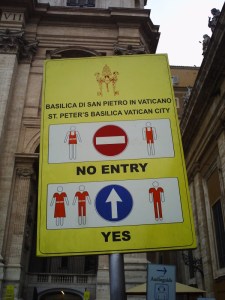 BASILICA DI SAN PIETRO IN VATICANO
ST. PETER'S BASILICA VATICAN CITY
NO ENTRY
YES